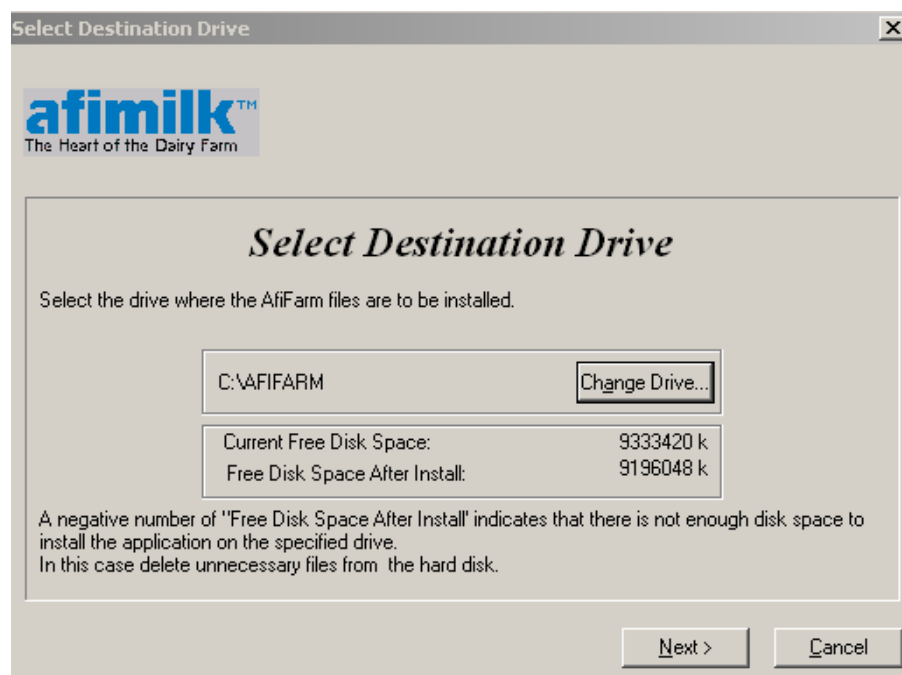 Select Destination Drive
afimilk™
The Heart of the Dairy Farm
Select Destination Drive
Select the drive where the AfiFarm files are to be installed.
C:\AFIFARM Change Drive...
Current Free Disk Space: 9333420 k
Free Disk Space After Install: 9196048 k
A negative number of "Free Disk Space After Install' indicates that there is not enough disk space to
install the application on the specified drive.
In this case delete unnecessary files from the hard disk.
Next > Cancel